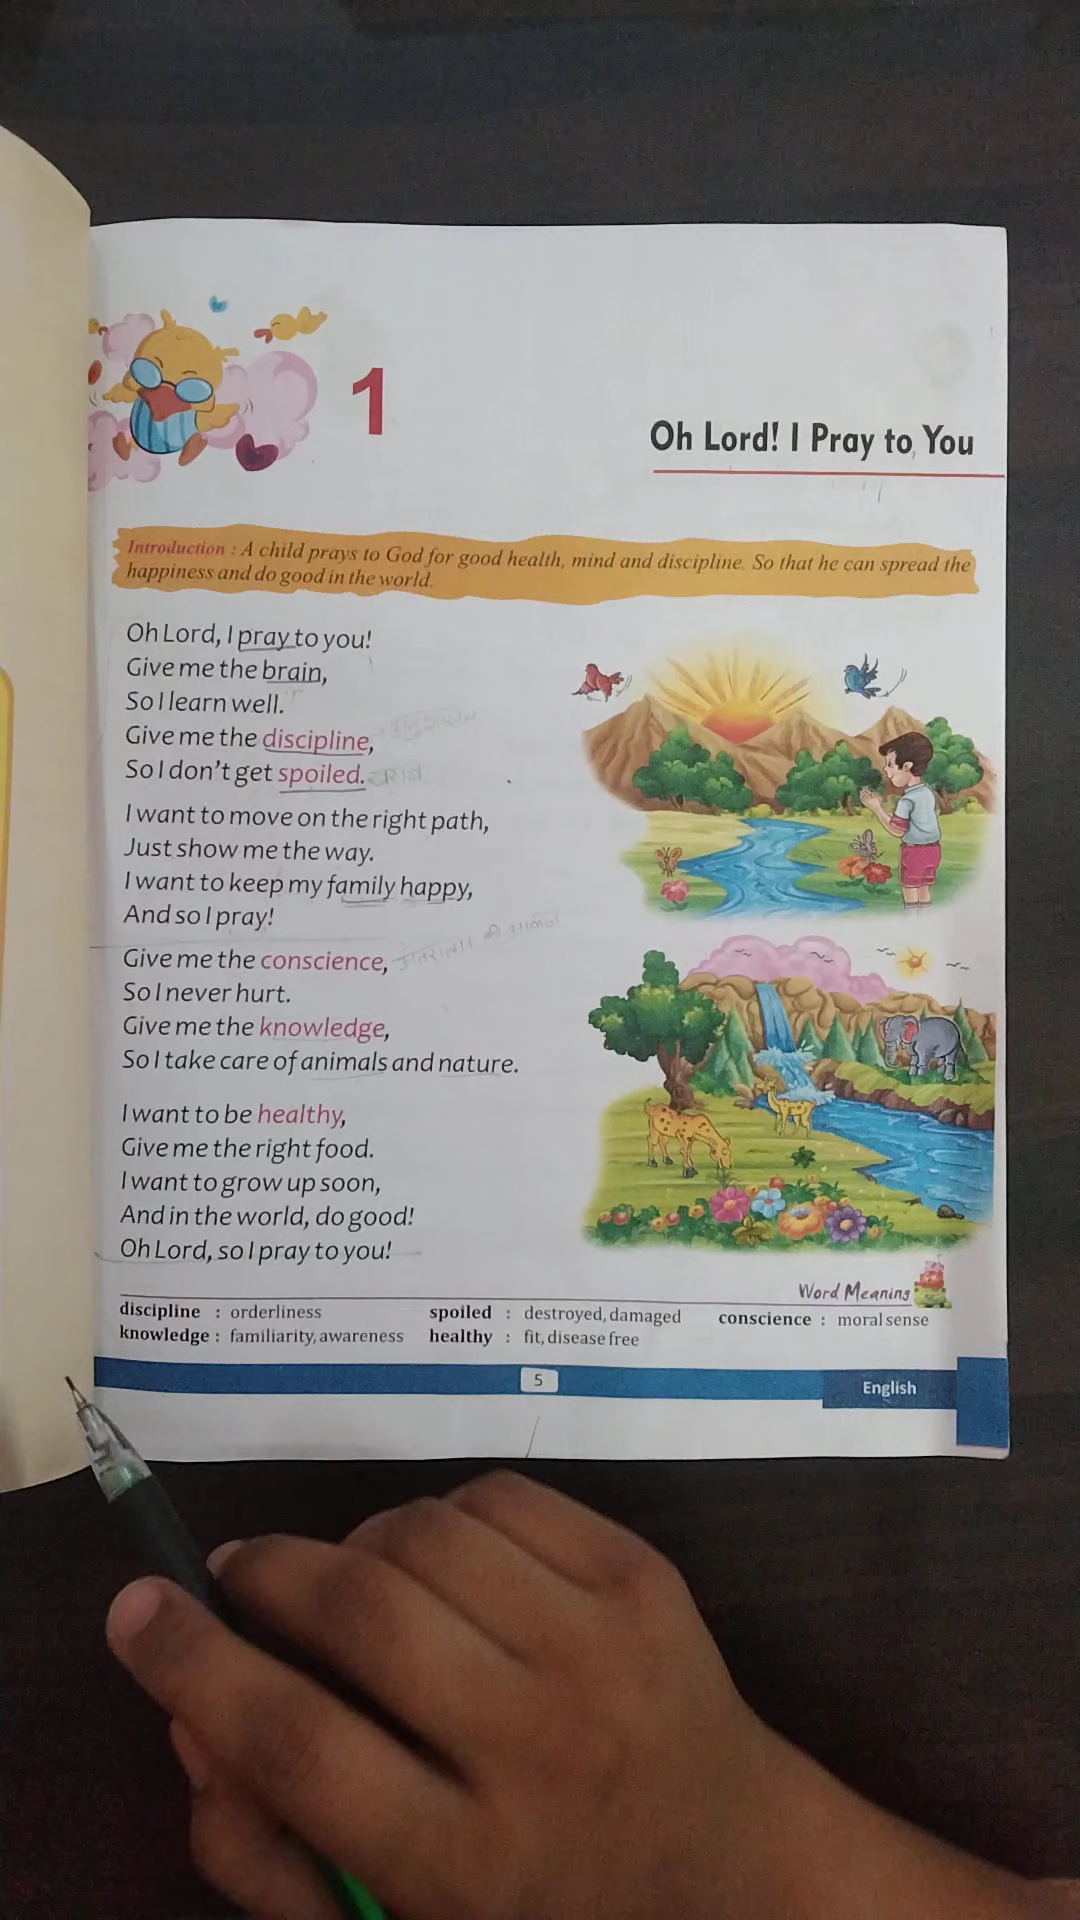 1
Oh Lord! I Pray to You
Introduction : A child prays to God for good health, mind and discipline. So that he can spread the
happiness and do good in the world.
Oh Lord, I pray to you!
Give me the brain,
So I learn well.
Give me the discipline,
अनुशासन
So I don't get spoiled.
खराब
I want to move on the right path,
Just show me the way.
I want to keep my family happy,
And so I pray!
Give me the conscience,
की
So I never hurt.
Give me the knowledge,
So I take care of animals and nature.
I want to be healthy,
Give me the right food.
I want to grow up soon,
And in the world, do good!
Oh Lord, so I pray to you!
Word Meaning
discipline : orderliness spoiled : destroyed, damaged conscience : moral sense
knowledge : familiarity, awareness healthy : fit, disease free
5
English